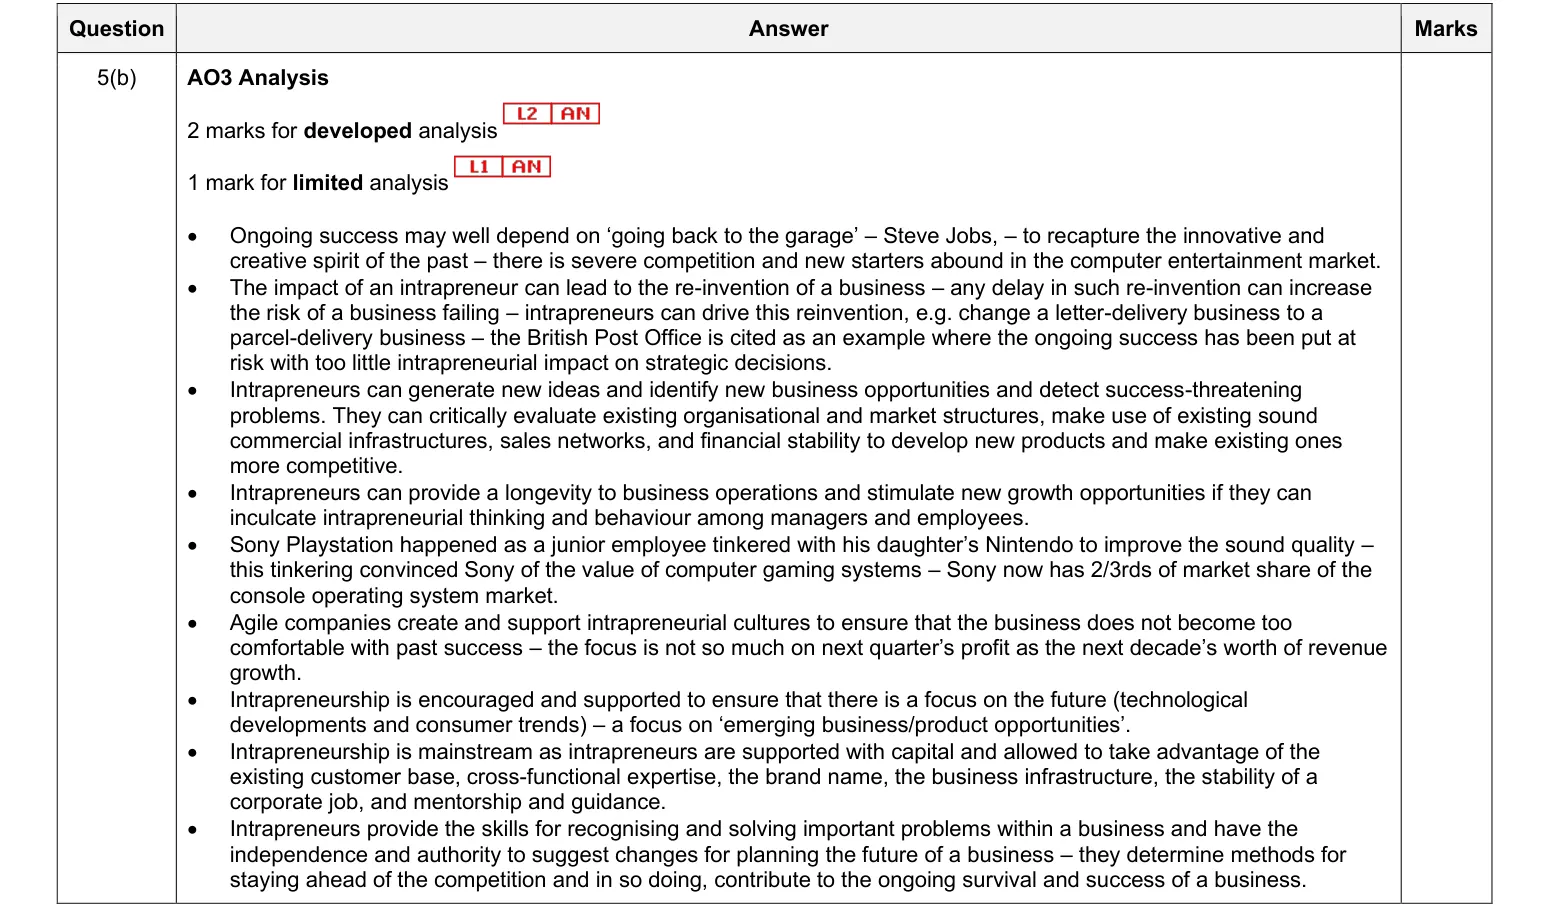 Question Answer Marks
5(b) AO3 Analysis
2 marks for developed analysis L2 AN
1 mark for limited analysis L1 AN
• Ongoing success may well depend on ‘going back to the garage’ – Steve Jobs, – to recapture the innovative and
creative spirit of the past – there is severe competition and new starters abound in the computer entertainment market.
• The impact of an intrapreneur can lead to the re-invention of a business – any delay in such re-invention can increase
the risk of a business failing – intrapreneurs can drive this reinvention, e.g. change a letter-delivery business to a
parcel-delivery business – the British Post Office is cited as an example where the ongoing success has been put at
risk with too little intrapreneurial impact on strategic decisions.
• Intrapreneurs can generate new ideas and identify new business opportunities and detect success-threatening
problems. They can critically evaluate existing organisational and market structures, make use of existing sound
commercial infrastructures, sales networks, and financial stability to develop new products and make existing ones
more competitive.
• Intrapreneurs can provide a longevity to business operations and stimulate new growth opportunities if they can
inculcate intrapreneurial thinking and behaviour among managers and employees.
• Sony Playstation happened as a junior employee tinkered with his daughter’s Nintendo to improve the sound quality –
this tinkering convinced Sony of the value of computer gaming systems – Sony now has 2/3rds of market share of the
console operating system market.
• Agile companies create and support intrapreneurial cultures to ensure that the business does not become too
comfortable with past success – the focus is not so much on next quarter’s profit as the next decade’s worth of revenue
growth.
• Intrapreneurship is encouraged and supported to ensure that there is a focus on the future (technological
developments and consumer trends) – a focus on ‘emerging business/product opportunities’.
• Intrapreneurship is mainstream as intrapreneurs are supported with capital and allowed to take advantage of the
existing customer base, cross-functional expertise, the brand name, the business infrastructure, the stability of a
corporate job, and mentorship and guidance.
• Intrapreneurs provide the skills for recognising and solving important problems within a business and have the
independence and authority to suggest changes for planning the future of a business – they determine methods for
staying ahead of the competition and in so doing, contribute to the ongoing survival and success of a business.